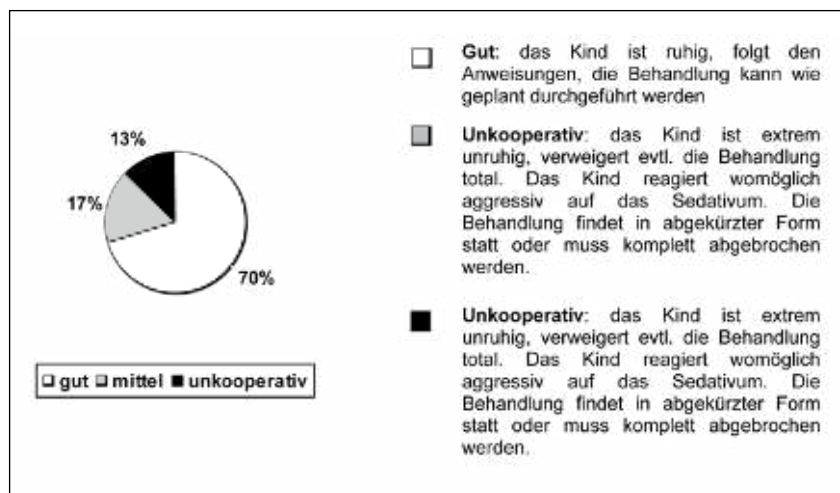 13%
17%
70%
gut mittel unkooperativ
Gut: das Kind ist ruhig, folgt den
Anweisungen, die Behandlung kann wie
geplant durchgeführt werden
Unkooperativ: das Kind ist extrem
unruhig, verweigert evtl. die Behandlung
total. Das Kind reagiert womöglich
aggressiv auf das Sedativum. Die
Behandlung findet in abgekürzter Form
statt oder muss komplett abgebrochen
werden.
Unkooperativ: das Kind ist extrem
unruhig, verweigert evtl. die Behandlung
total. Das Kind reagiert womöglich
aggressiv auf das Sedativum. Die
Behandlung findet in abgekürzter Form
statt oder muss komplett abgebrochen
werden.